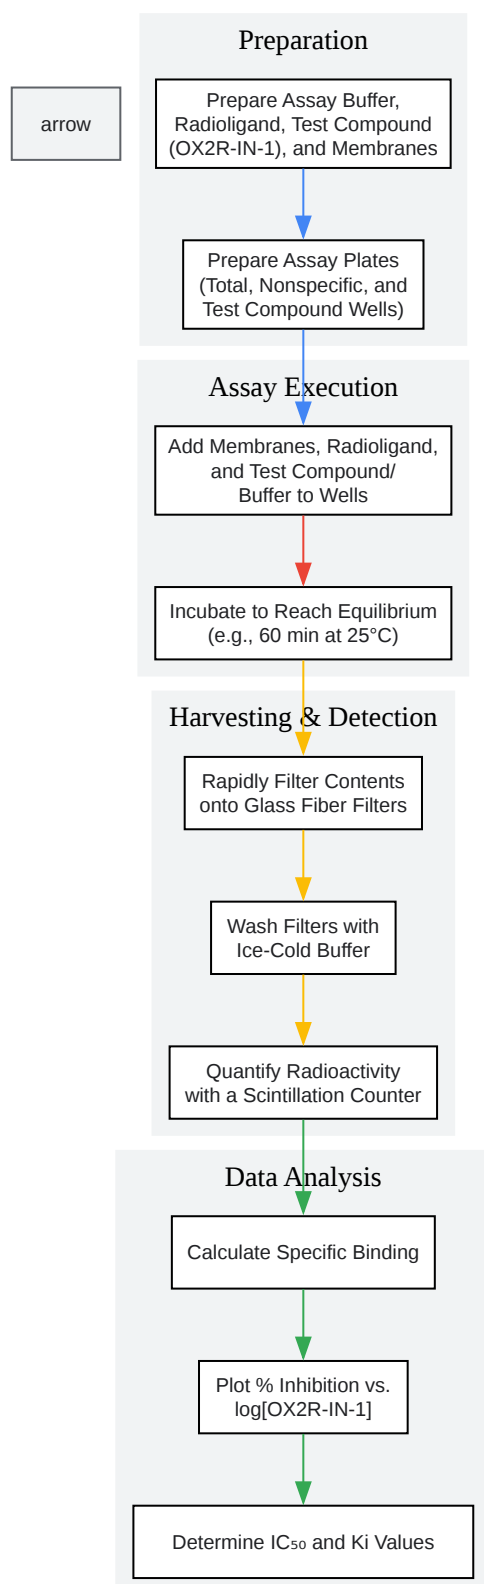 Preparation
arrow
Prepare Assay Buffer,
Radioligand, Test Compound
(OX2R-IN-1), and Membranes
Prepare Assay Plates
(Total, Nonspecific, and
Test Compound Wells)
Assay Execution
Add Membranes, Radioligand,
and Test Compound/
Buffer to Wells
Incubate to Reach Equilibrium
(e.g., 60 min at 25°C)
Harvesting & Detection
Rapidly Filter Contents
onto Glass Fiber Filters
Wash Filters with
Ice-Cold Buffer
Quantify Radioactivity
with a Scintillation Counter
Data Analysis
Calculate Specific Binding
Plot % Inhibition vs.
log[OX2R-IN-1]
Determine IC₅₀ and Ki Values